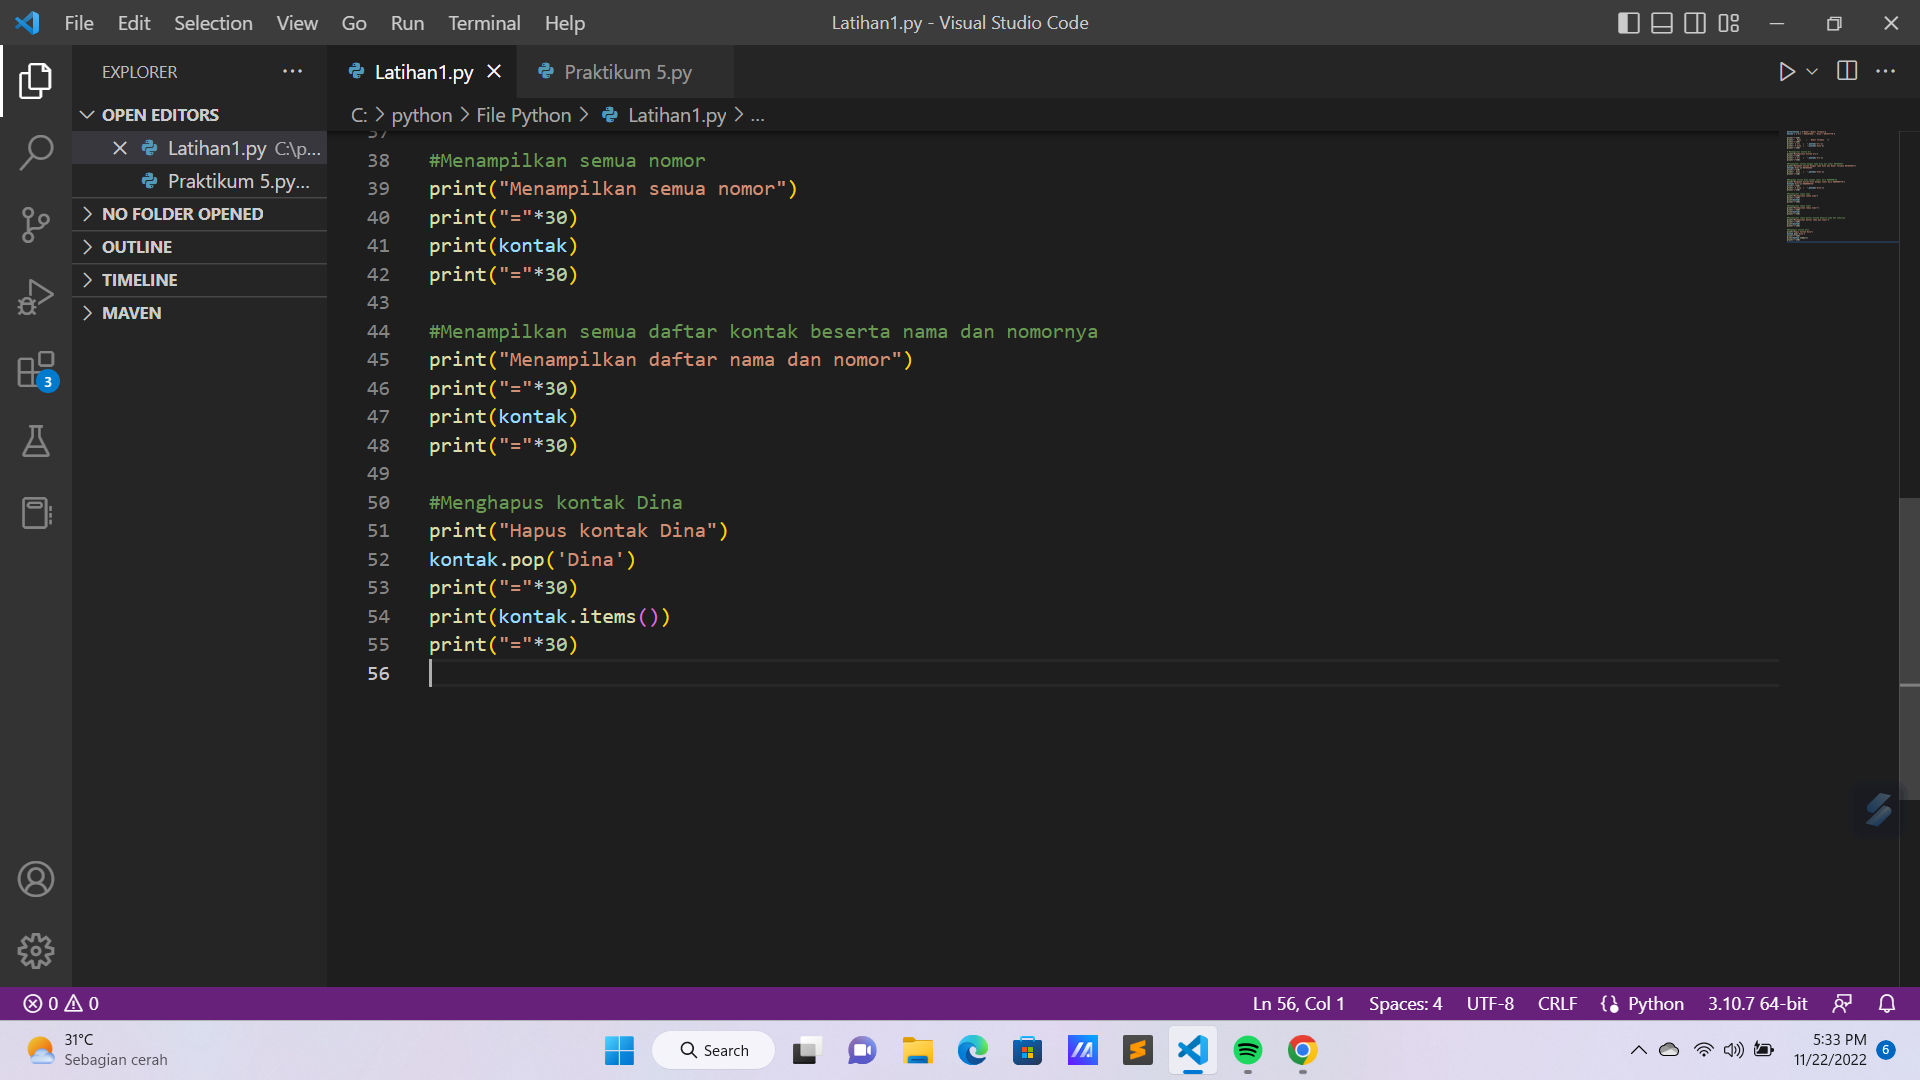 File Edit Selection View Go Run Terminal Help
Latihan1.py - Visual Studio Code
EXPLORER
OPEN EDITORS
Latihan1.py C:\p...
Praktikum 5.py...
NO FOLDER OPENED
OUTLINE
TIMELINE
MAVEN
3
Latihan1.py
Praktikum 5.py
C: > python > File Python > Latihan1.py > ...
37
38 #Menampilkan semua nomor
39 print("Menampilkan semua nomor")
40 print("="*30)
41 print(kontak)
42 print("="*30)
43
44 #Menampilkan semua daftar kontak beserta nama dan nomornya
45 print("Menampilkan daftar nama dan nomor")
46 print("="*30)
47 print(kontak)
48 print("="*30)
49
50 #Menghapus kontak Dina
51 print("Hapus kontak Dina")
52 kontak.pop('Dina')
53 print("="*30)
54 print(kontak.items())
55 print("="*30)
56
0 0
Ln 56, Col 1 Spaces: 4 UTF-8 CRLF Python 3.10.7 64-bit
31°C
Sebagian cerah
Search
5:33 PM
11/22/2022
6